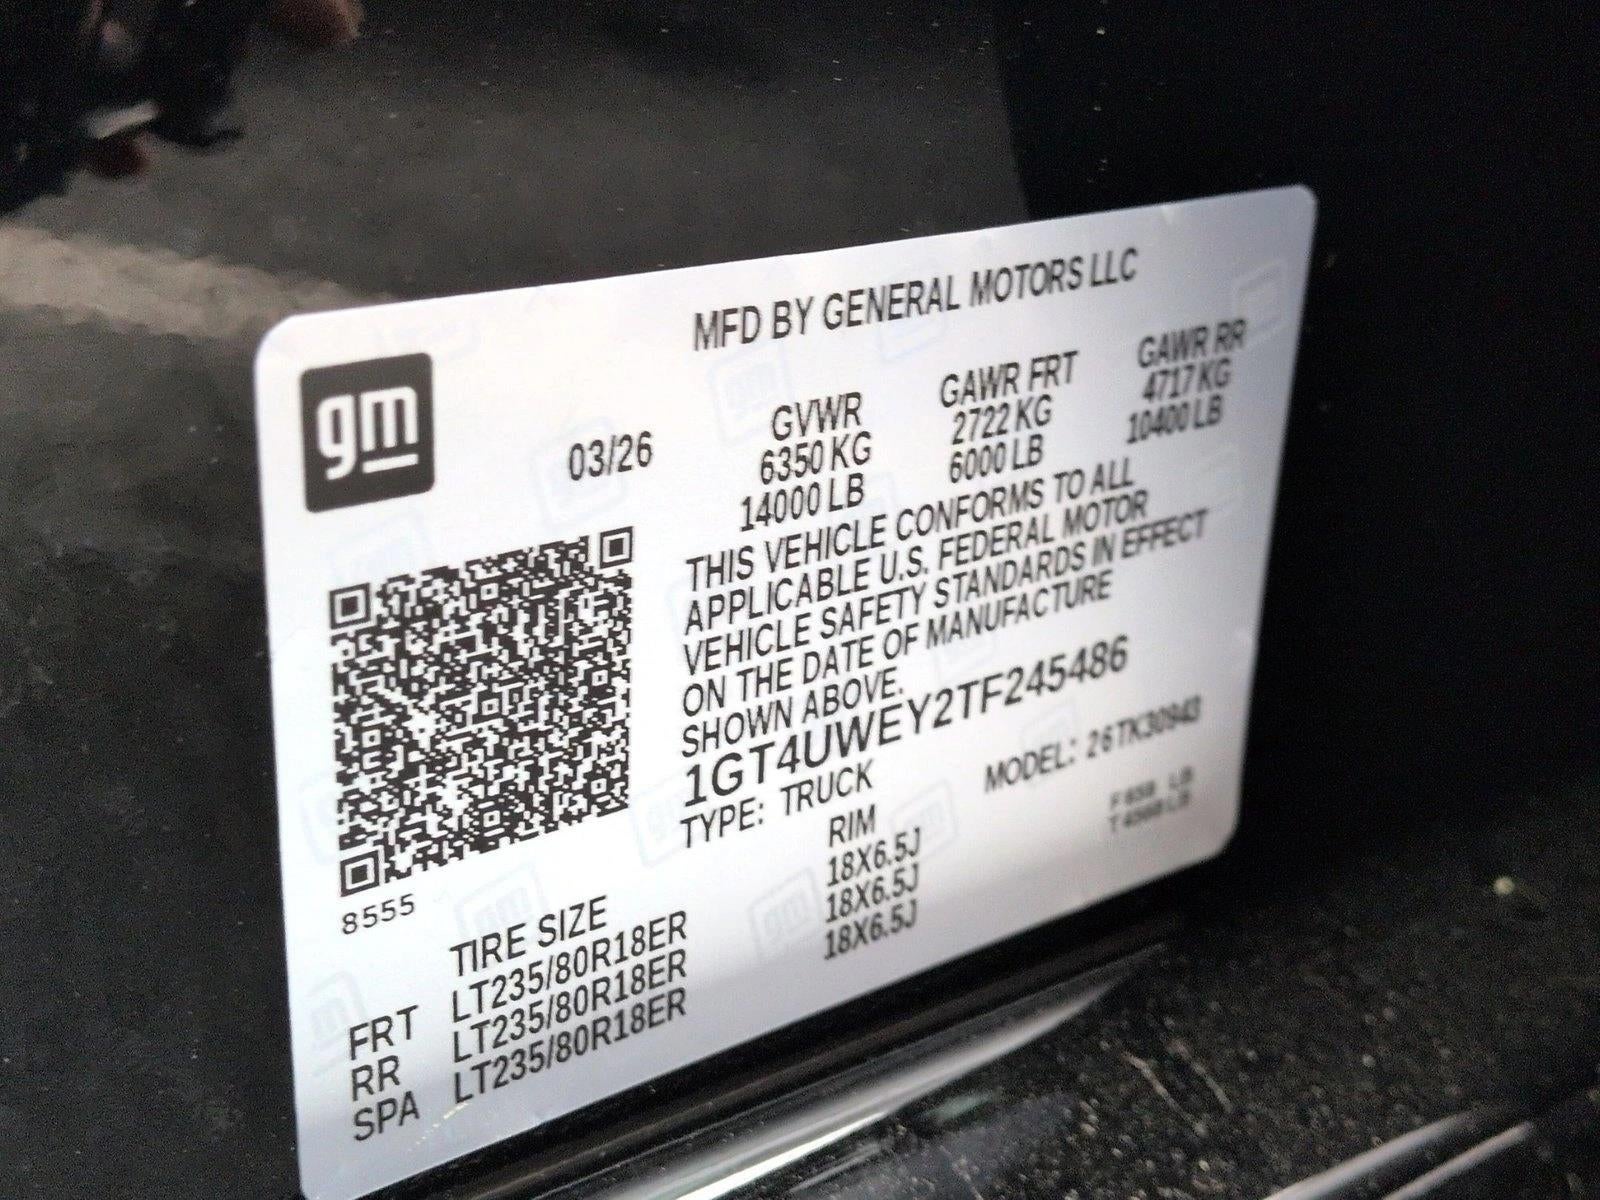 MFD BY GENERAL MOTORS LLC
gm
03/26
GVWR
6350 KG
14000 LB
GAWR FRT
2722 KG
6000 LB
GAWR RR
4717 KG
10400 LB
THIS VEHICLE CONFORMS TO ALL
APPLICABLE U.S. FEDERAL MOTOR
VEHICLE SAFETY STANDARDS IN EFFECT
ON THE DATE OF MANUFACTURE
SHOWN ABOVE.
1GT4UWEY2TF245486
TYPE: TRUCK
MODEL: 26TK30943
8555
TIRE SIZE
RIM
FRT LT235/80R18ER 18X6.5J
RR LT235/80R18ER 18X6.5J
SPA LT235/80R18ER 18X6.5J